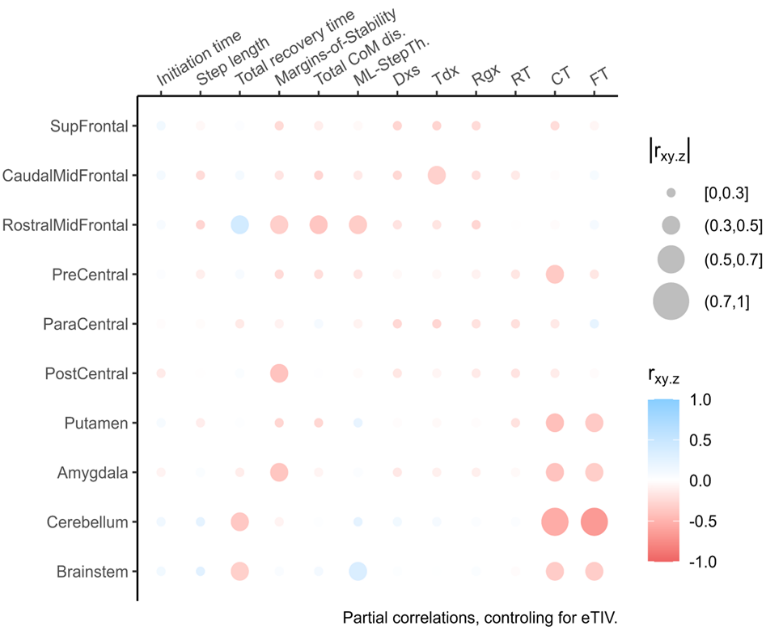 Initiation time
Step length
Total recovery time
Margins-of-Stability
Total CoM dis.
ML-StepTh.
Dxs
Tdx
Rgx
RT
CT
FT
SupFrontal
CaudalMidFrontal
RostralMidFrontal
PreCentral
ParaCentral
PostCentral
Putamen
Amygdala
Cerebellum
Brainstem
|rxy.z|
[0,0.3]
(0.3,0.5]
(0.5,0.7]
(0.7,1]
rxy.z
1.0
0.5
0.0
-0.5
-1.0
Partial correlations, controling for eTIV.